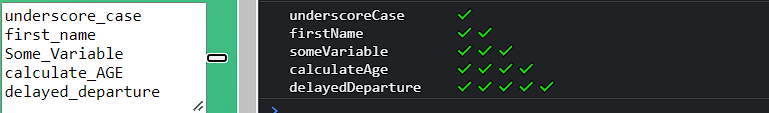 underscore_case
first_name
Some_Variable
calculate_AGE
delayed_departure
underscoreCase ✓
firstName ✓ ✓
someVariable ✓ ✓ ✓
calculateAge ✓ ✓ ✓ ✓
delayedDeparture ✓ ✓ ✓ ✓ ✓